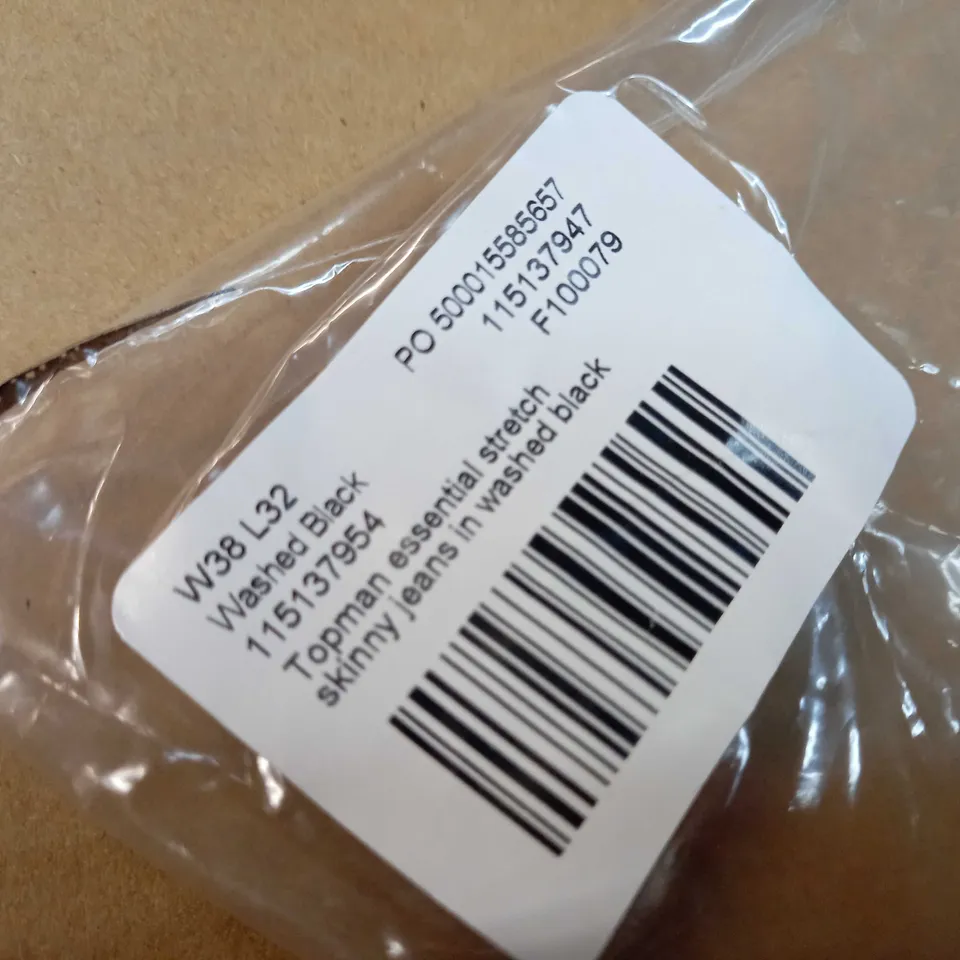 PO 500015585657
115137947
F100079
W38 L32
Washed Black
115137954
Topman essential stretch
skinny jeans in washed black